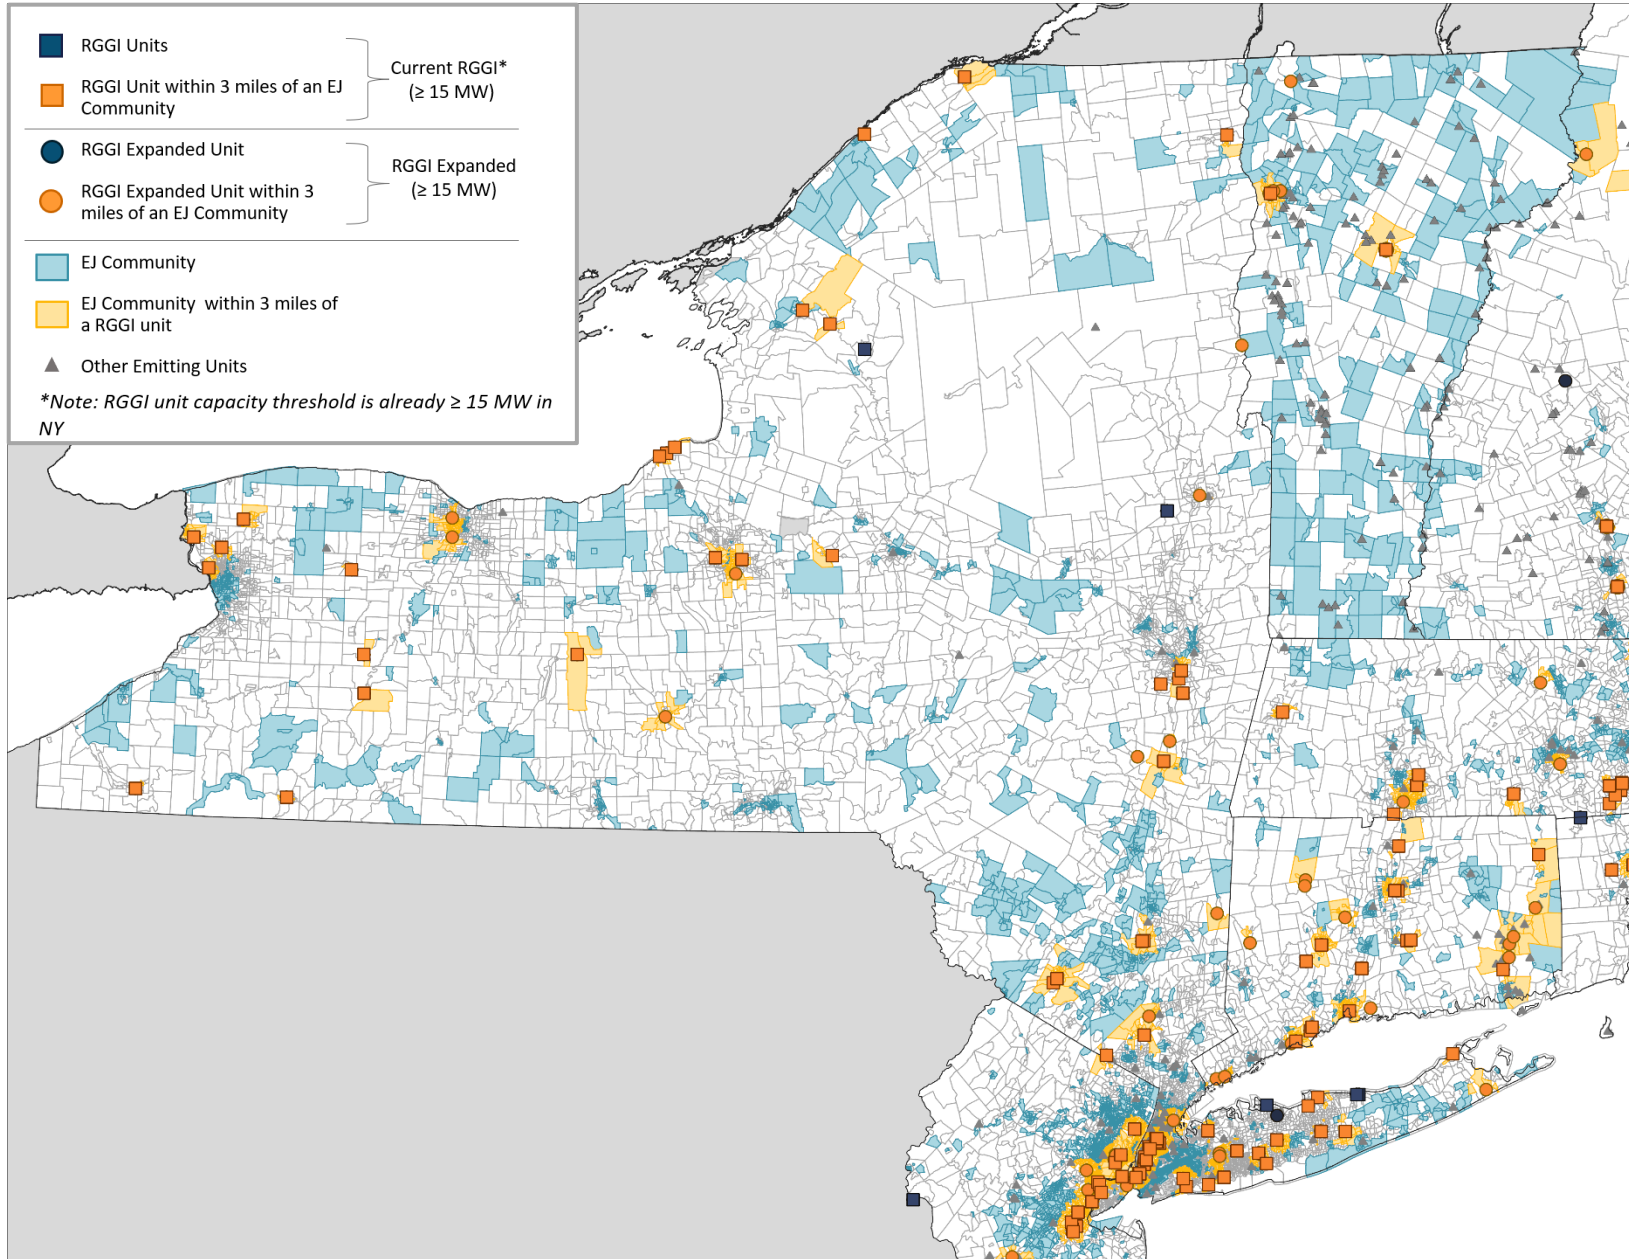 RGGI Units
RGGI Unit within 3 miles of an EJ
Community
Current RGGI*
(≥ 15 MW)
RGGI Expanded Unit
RGGI Expanded Unit within 3
miles of an EJ Community
RGGI Expanded
(≥ 15 MW)
EJ Community
EJ Community within 3 miles of
a RGGI unit
Other Emitting Units
*Note: RGGI unit capacity threshold is already ≥ 15 MW in
NY